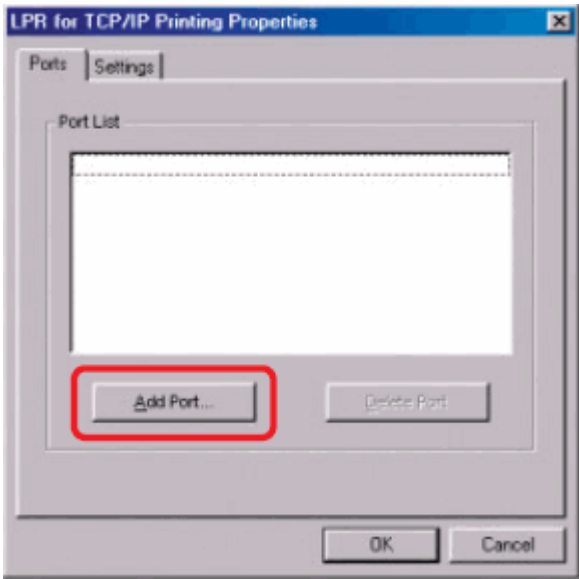 LPR for TCP/IP Printing Properties
Ports Settings
Port List
Add Port... Delete Port
OK Cancel